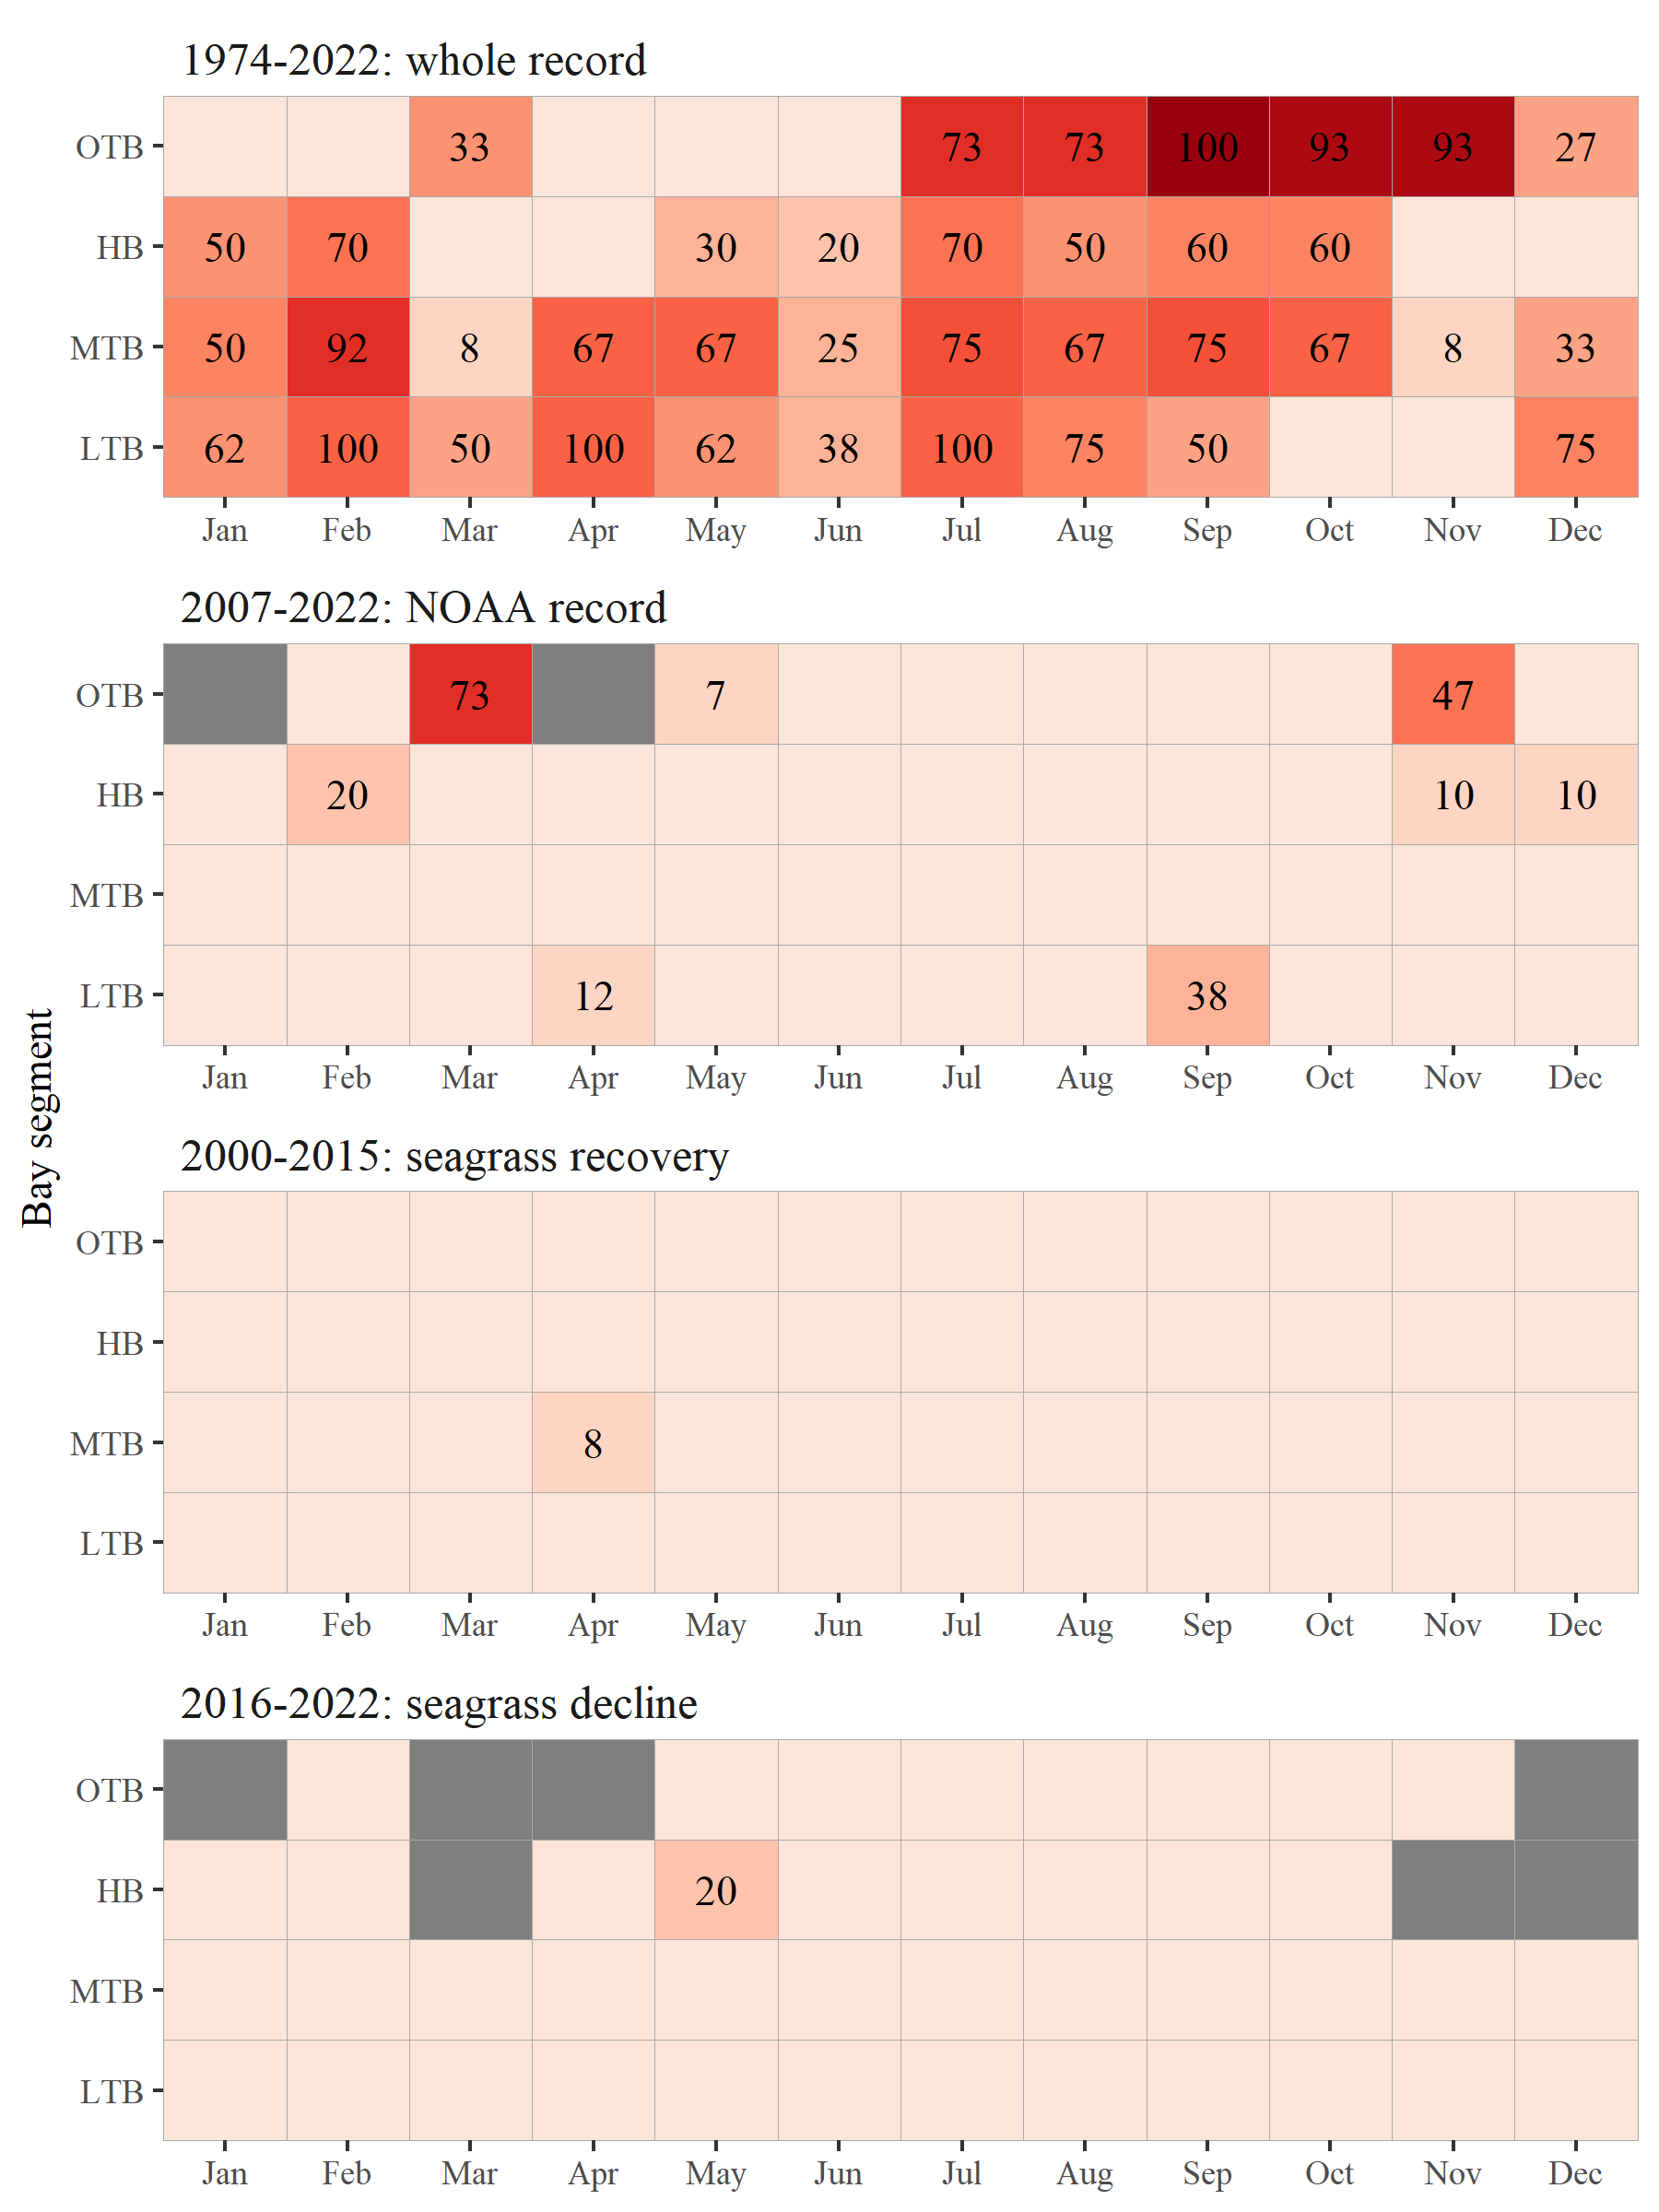 1974-2022: whole record
OTB 33 73 73 100 93 93 27
HB 50 70 30 20 70 50 60 60
MTB 50 92 8 67 67 25 75 67 75 67 8 33
LTB 62 100 50 100 62 38 100 75 50 75
Jan Feb Mar Apr May Jun Jul Aug Sep Oct Nov Dec
2007-2022: NOAA record
OTB 73 7 47
HB 20 10 10
MTB
LTB 12 38
Jan Feb Mar Apr May Jun Jul Aug Sep Oct Nov Dec
Bay segment
2000-2015: seagrass recovery
OTB
HB
MTB 8
LTB
Jan Feb Mar Apr May Jun Jul Aug Sep Oct Nov Dec
2016-2022: seagrass decline
OTB
HB 20
MTB
LTB
Jan Feb Mar Apr May Jun Jul Aug Sep Oct Nov Dec